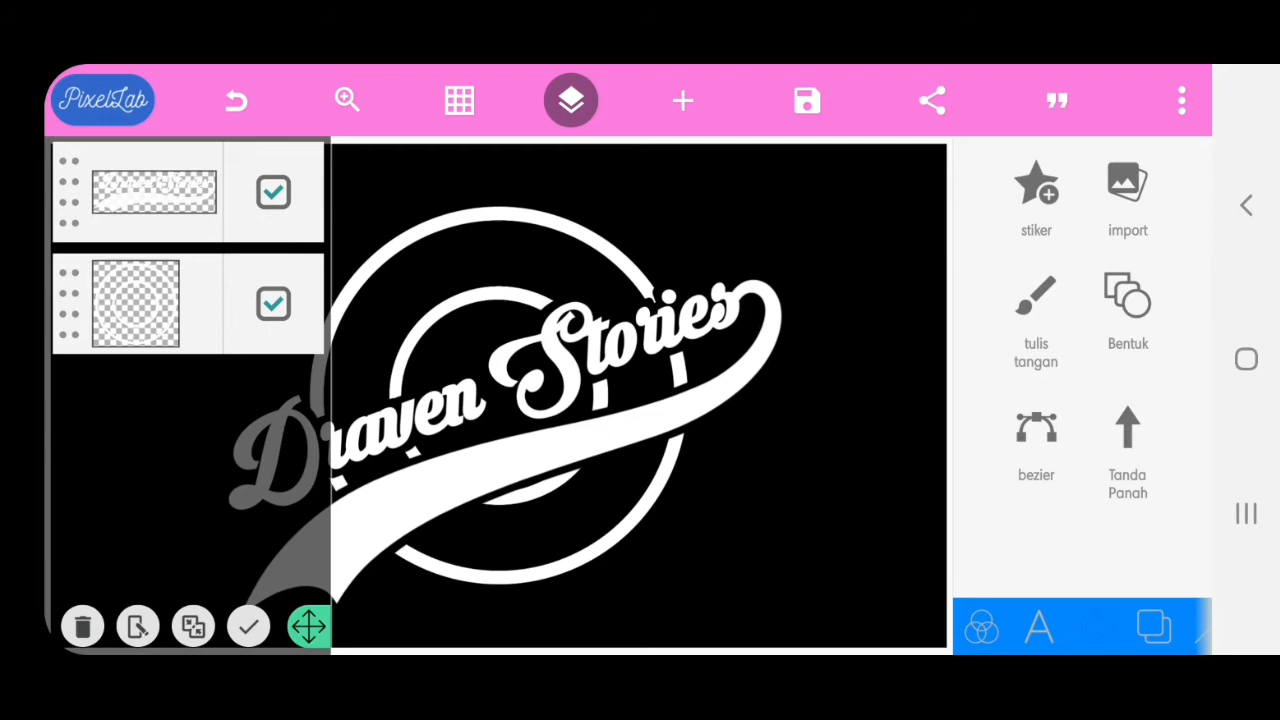 PixelLab
stiker
import
tulis
tangan
Bentuk
bezier
Tanda
Panah
Draven Stories
A